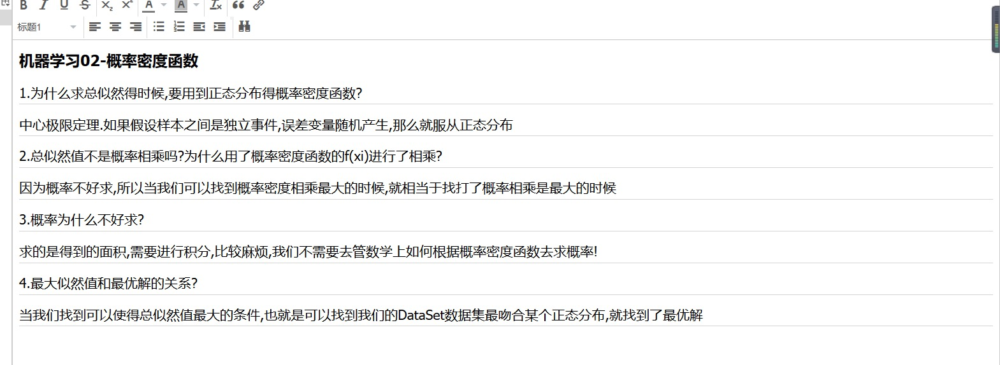 B I U S X₂ X² A A Tx
标题1
机器学习02-概率密度函数
1.为什么求总似然得时候,要用到正态分布得概率密度函数?
中心极限定理.如果假设样本之间是独立事件,误差变量随机产生,那么就服从正态分布
2.总似然值不是概率相乘吗?为什么用了概率密度函数的f(xi)进行了相乘?
因为概率不好求,所以当我们可以找到概率密度相乘最大的时候,就相当于找打了概率相乘是最大的时候
3.概率为什么不好求?
求的是得到的面积,需要进行积分,比较麻烦,我们不需要去管数学上如何根据概率密度函数去求概率!
4.最大似然值和最优解的关系?
当我们找到可以使得总似然值最大的条件,也就是可以找到我们的DataSet数据集最吻合某个正态分布,就找到了最优解